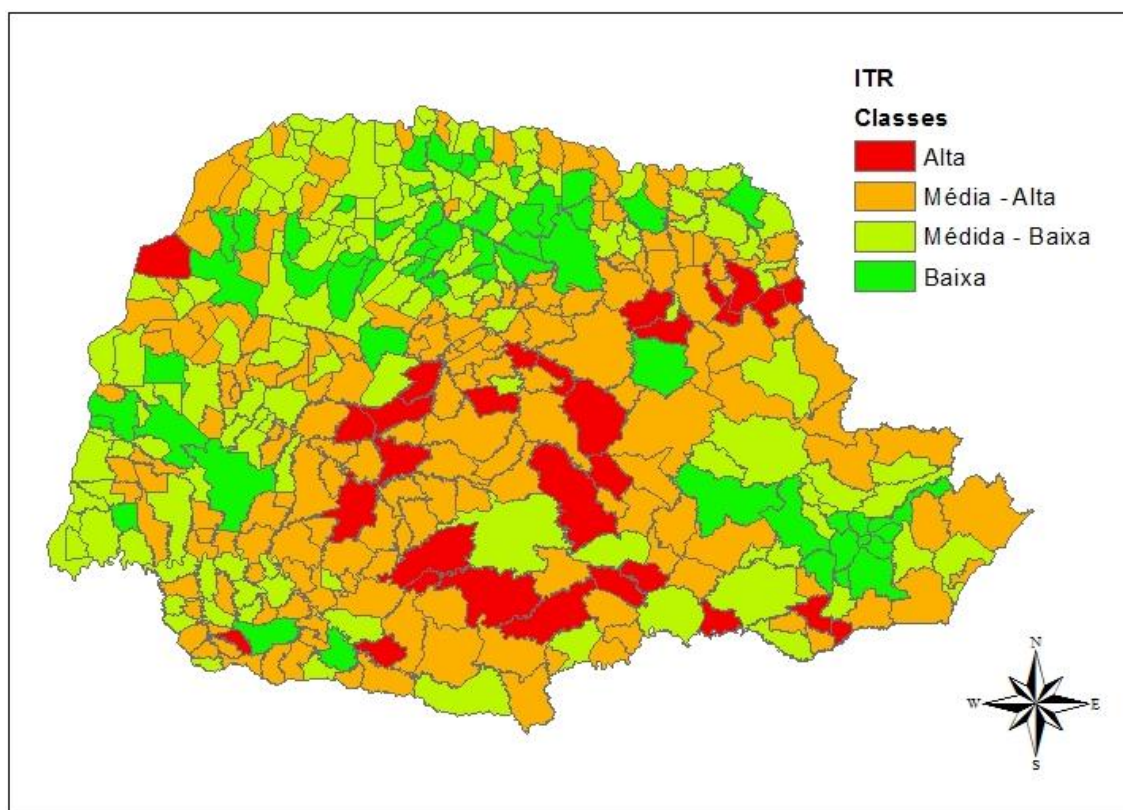 ITR
Classes
Alta
Média - Alta
Médida - Baixa
Baixa
N
W
E
S